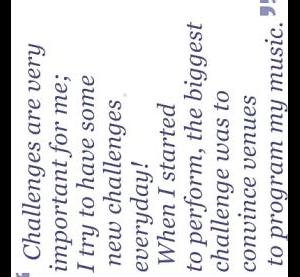 “ Challenges are very
important for me;
I try to have some
new challenges
everyday!
When I started
to perform, the biggest
challenge was to
convince venues
to program my music. ”